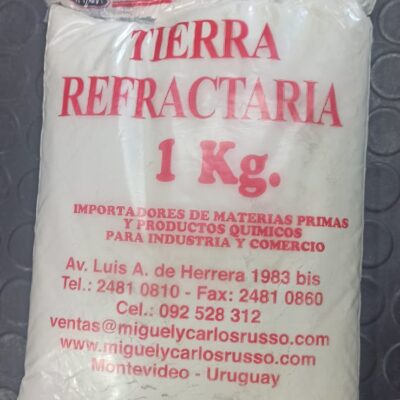 TIERRA
REFRACTARIA
1 Kg.
IMPORTADORES DE MATERIAS PRIMAS
Y PRODUCTOS QUIMICOS
PARA INDUSTRIA Y COMERCIO
Av. Luis A. de Herrera 1983 bis
Tel.: 2481 0810 - Fax: 2481 0860
Cel.: 092 528 312
ventas@miguelycarlosrusso.com
www.miguelycarlosrusso.com
Montevideo - Uruguay